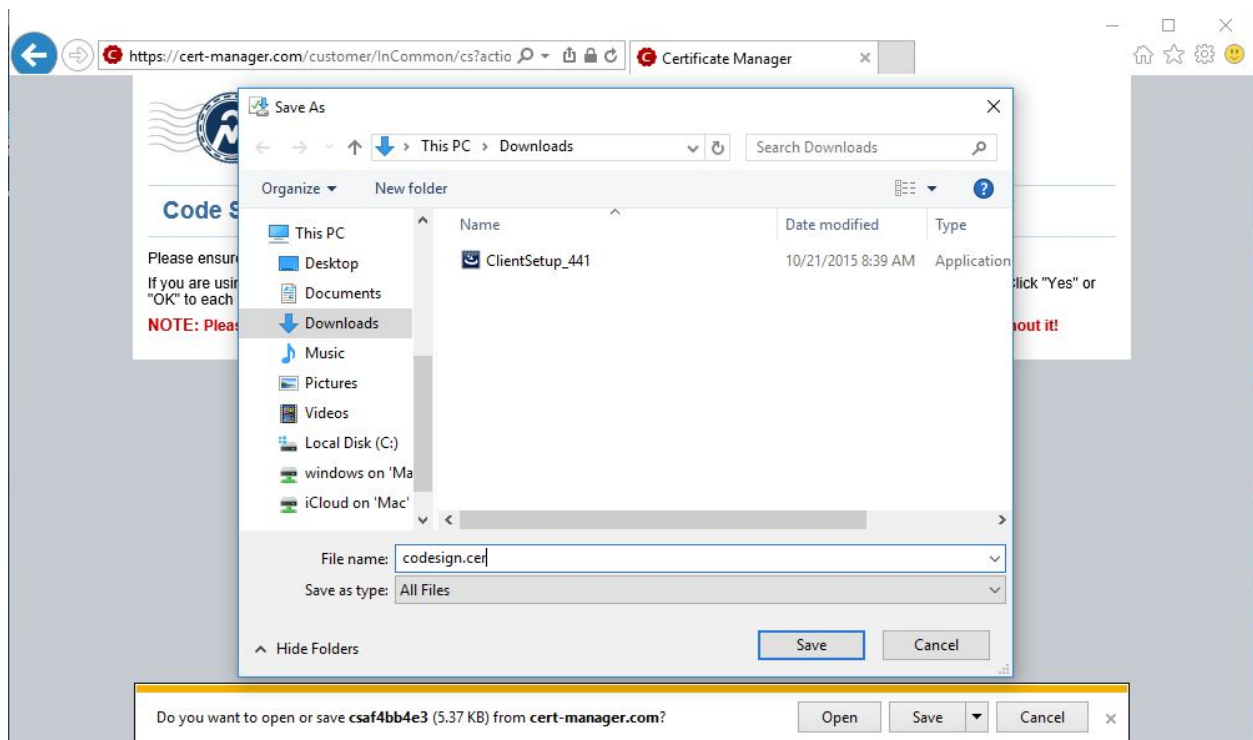 https://cert-manager.com/customer/InCommon/cs?actio
Certificate Manager
Save As
This PC › Downloads
Search Downloads
Organize
New folder
Code S
This PC
Desktop
Documents
Downloads
Music
Pictures
Videos
Local Disk (C:)
windows on 'Ma
iCloud on 'Mac'
Name
Date modified
Type
ClientSetup_441
10/21/2015 8:39 AM
Application
Please ensur
If you are usin
lick "Yes" or
"OK" to each
NOTE: Pleas
out it!
File name: codesign.cer
Save as type: All Files
Hide Folders
Save
Cancel
Do you want to open or save csaf4bb4e3 (5.37 KB) from cert-manager.com?
Open
Save
Cancel